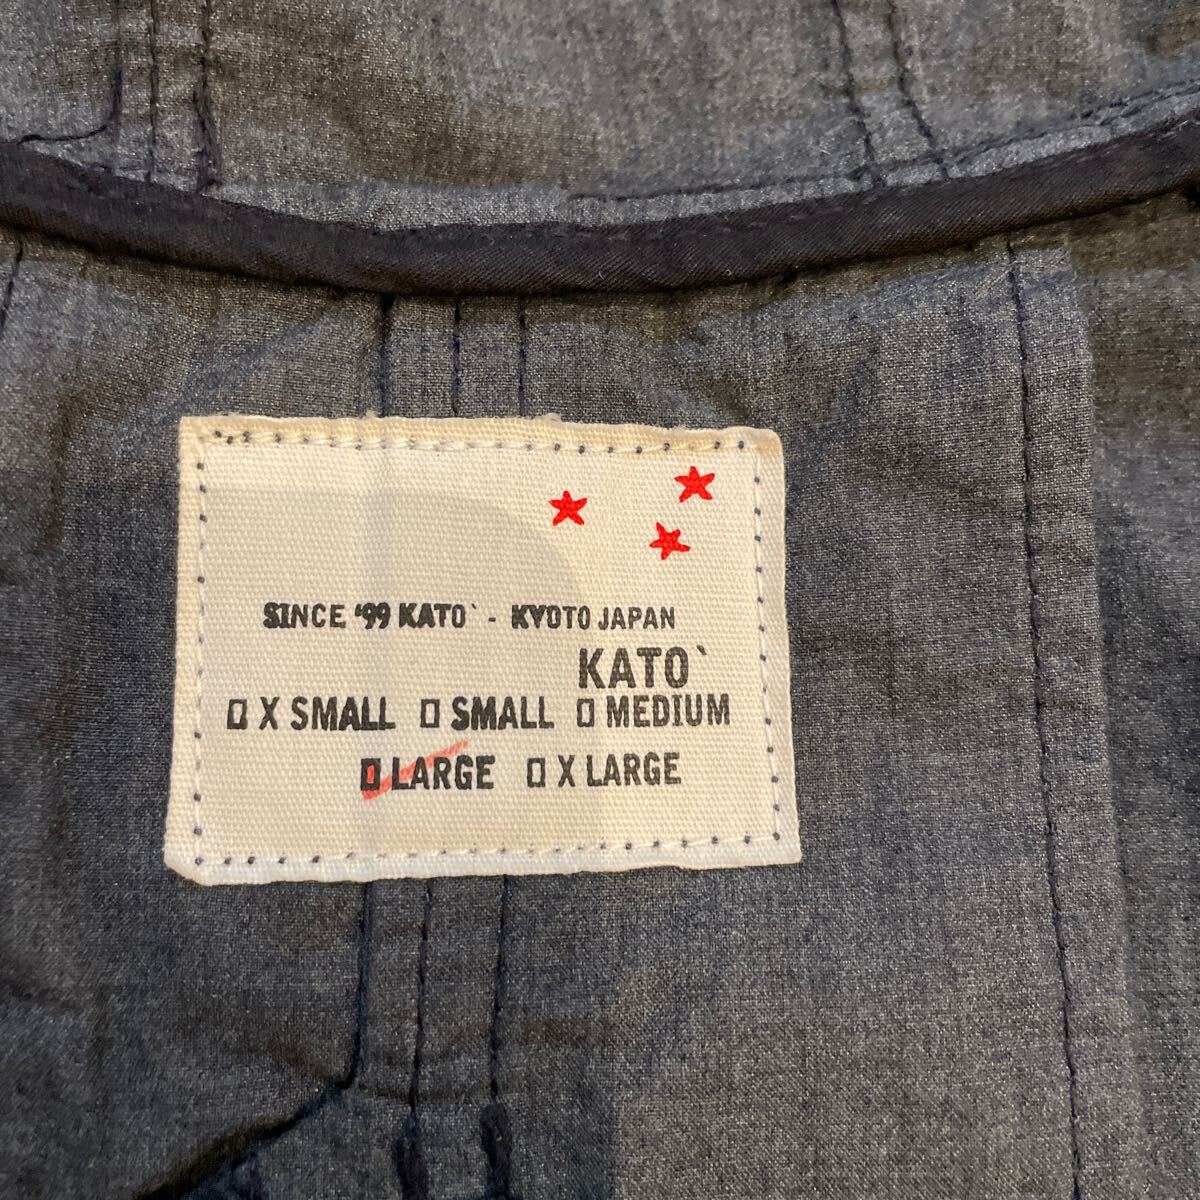 SINCE '99 KATO` - KYOTO JAPAN
KATO`
X SMALL SMALL MEDIUM
LARGE X LARGE